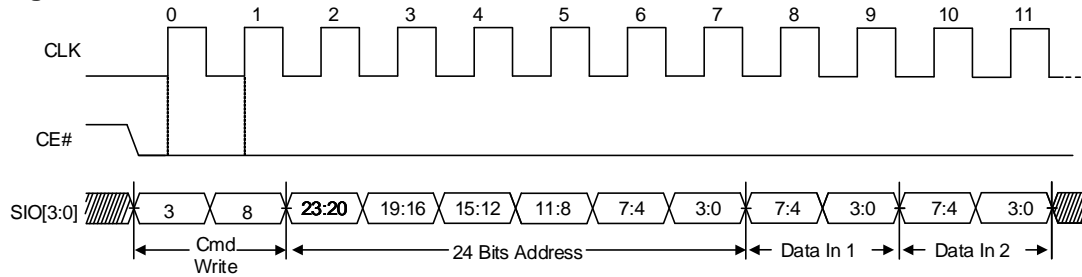 0 1 2 3 4 5 6 7 8 9 10 11
CLK
CE#
SIO[3:0] 3 8 23:20 19:16 15:12 11:8 7:4 3:0 7:4 3:0 7:4 3:0
Cmd Write 24 Bits Address Data In 1 Data In 2